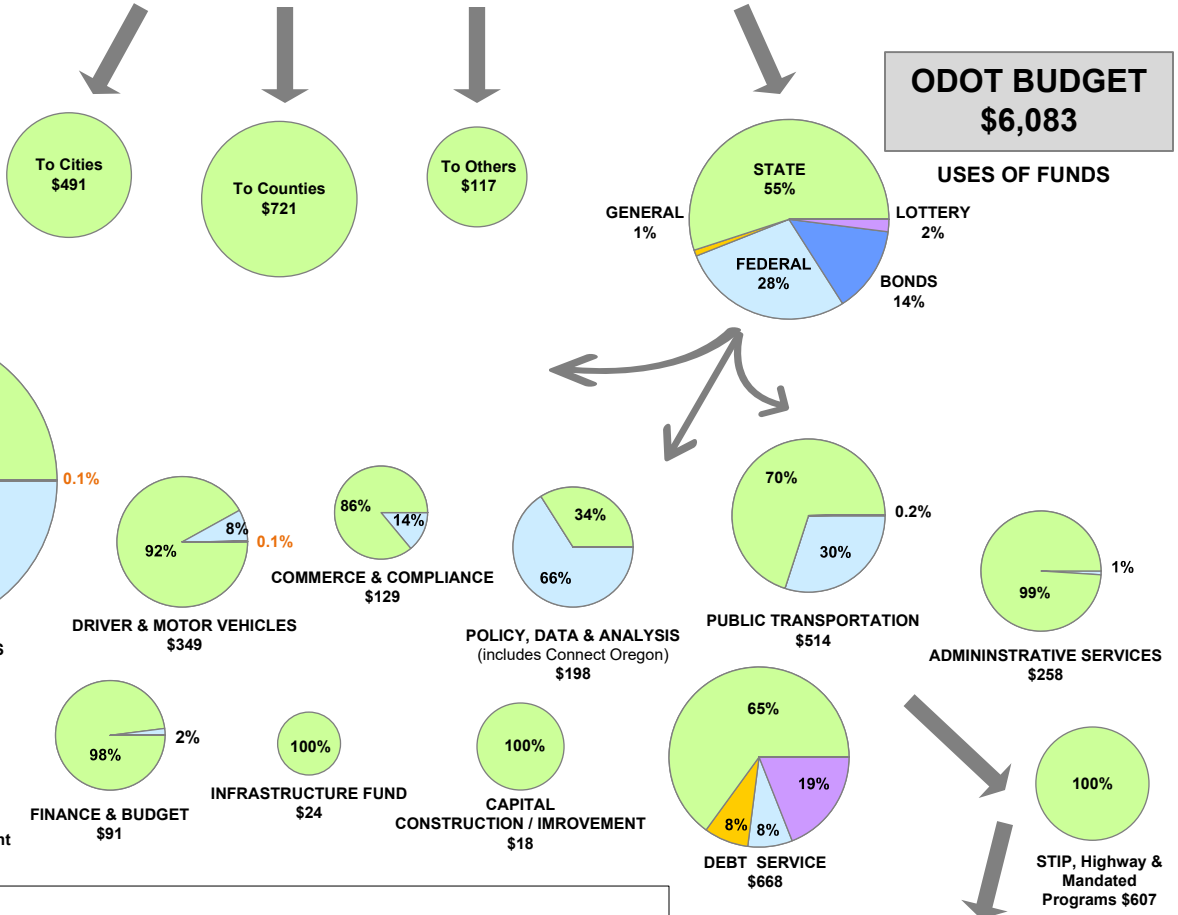 ODOT BUDGET
$6,083
USES OF FUNDS
To Cities
$491
To Counties
$721
To Others
$117
STATE
55%
GENERAL
1%
LOTTERY
2%
FEDERAL
28%
BONDS
14%
0.1%
92%
8%
0.1%
DRIVER & MOTOR VEHICLES
$349
86%
14%
COMMERCE & COMPLIANCE
$129
34%
66%
POLICY, DATA & ANALYSIS
(includes Connect Oregon)
$198
70%
0.2%
30%
PUBLIC TRANSPORTATION
$514
1%
99%
ADMININSTRATIVE SERVICES
$258
S
98%
2%
FINANCE & BUDGET
$91
nt
100%
INFRASTRUCTURE FUND
$24
100%
CAPITAL
CONSTRUCTION / IMROVEMENT
$18
65%
19%
8%
8%
DEBT SERVICE
$668
100%
STIP, Highway &
Mandated
Programs $607